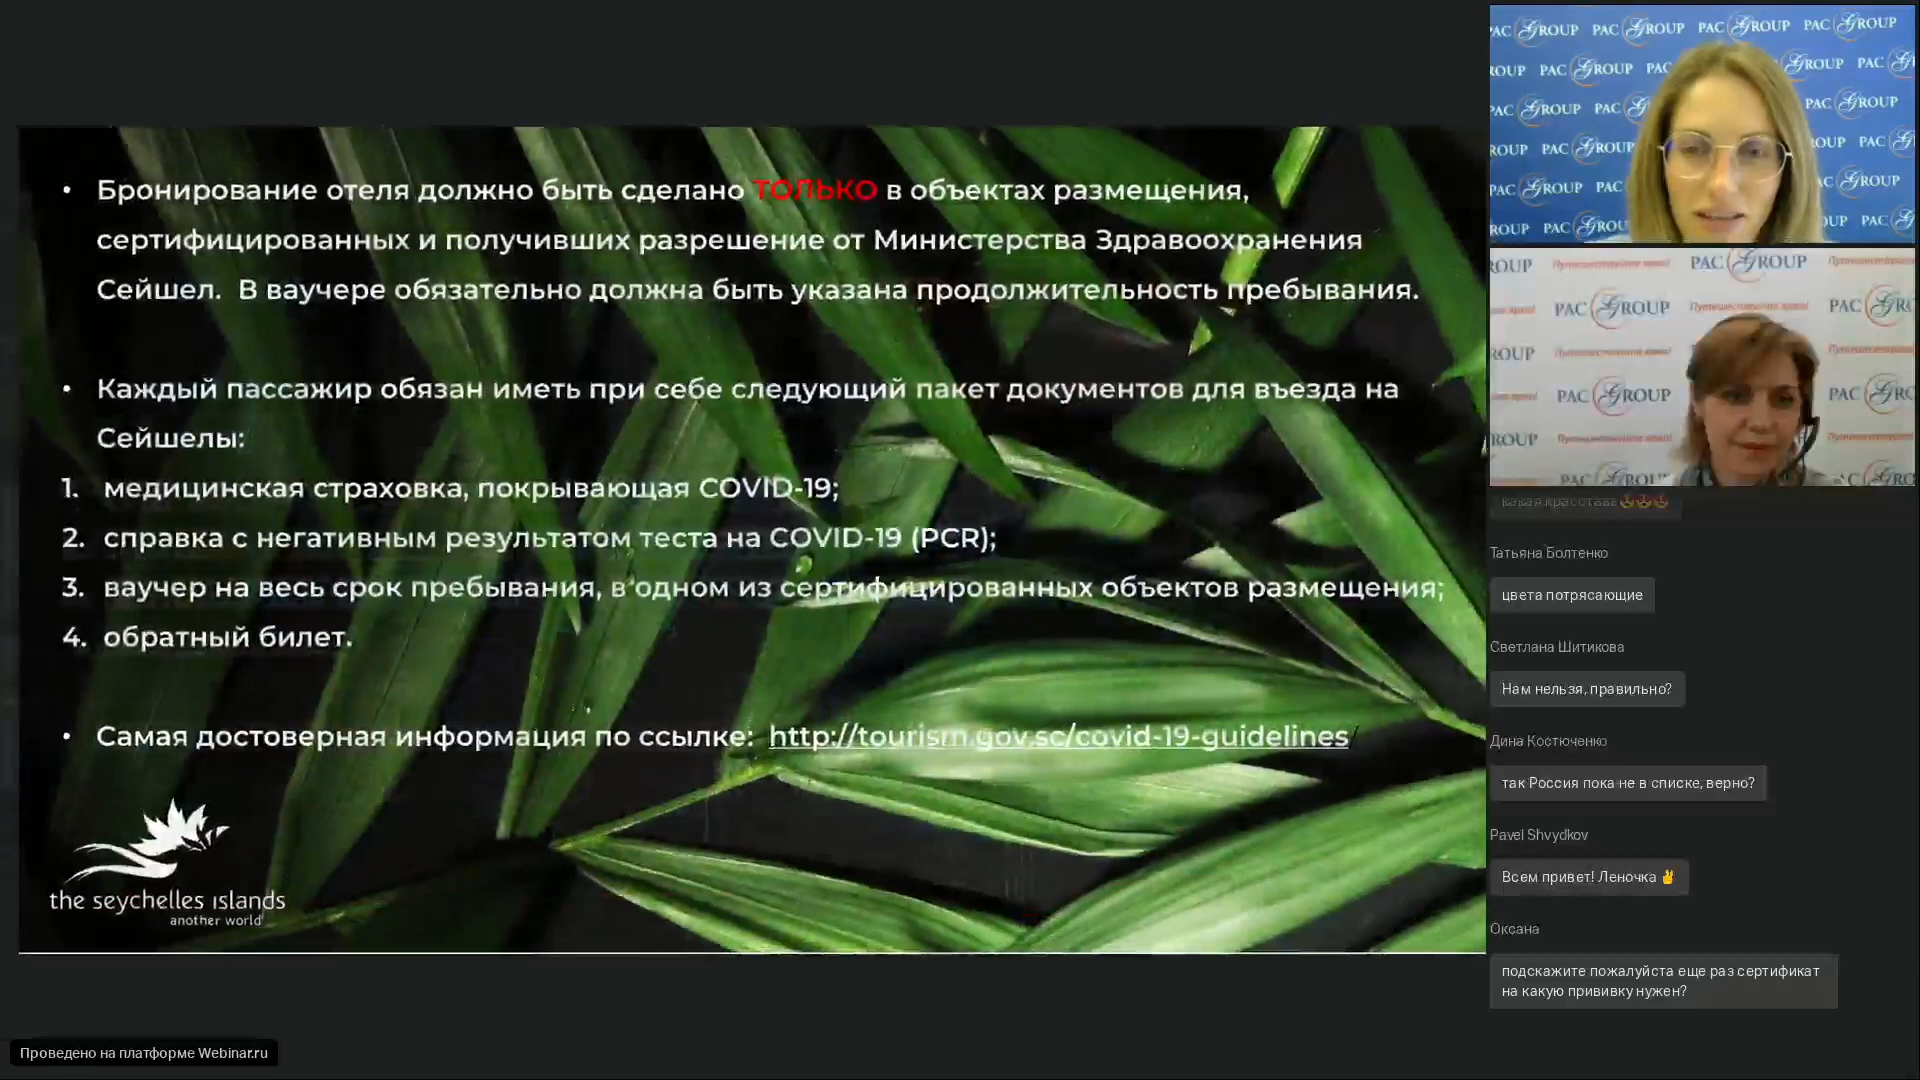 • Бронирование отеля должно быть сделано ТОЛЬКО в объектах размещения,
сертифицированных и получивших разрешение от Министерства Здравоохранения
Сейшел. В ваучере обязательно должна быть указана продолжительность пребывания.
• Каждый пассажир обязан иметь при себе следующий пакет документов для въезда на
Сейшелы:
1. медицинская страховка, покрывающая COVID-19;
2. справка с негативным результатом теста на COVID-19 (PCR);
3. ваучер на весь срок пребывания, в одном из сертифицированных объектов размещения;
4. обратный билет.
• Самая достоверная информация по ссылке: http://tourism.gov.sc/covid-19-guidelines/
the seychelles islands
another world
Проведено на платформе Webinar.ru
PAC GROUP
PAC GROUP
Путешествуйте ярко!
Татьяна Болтенко
цвета потрясающие
Светлана Шитикова
Нам нельзя, правильно?
Дина Костюченко
так Россия пока не в списке, верно?
Pavel Shvydkov
Всем привет! Леночка ✌
Оксана
подскажите пожалуйста еще раз сертификат
на какую прививку нужен?